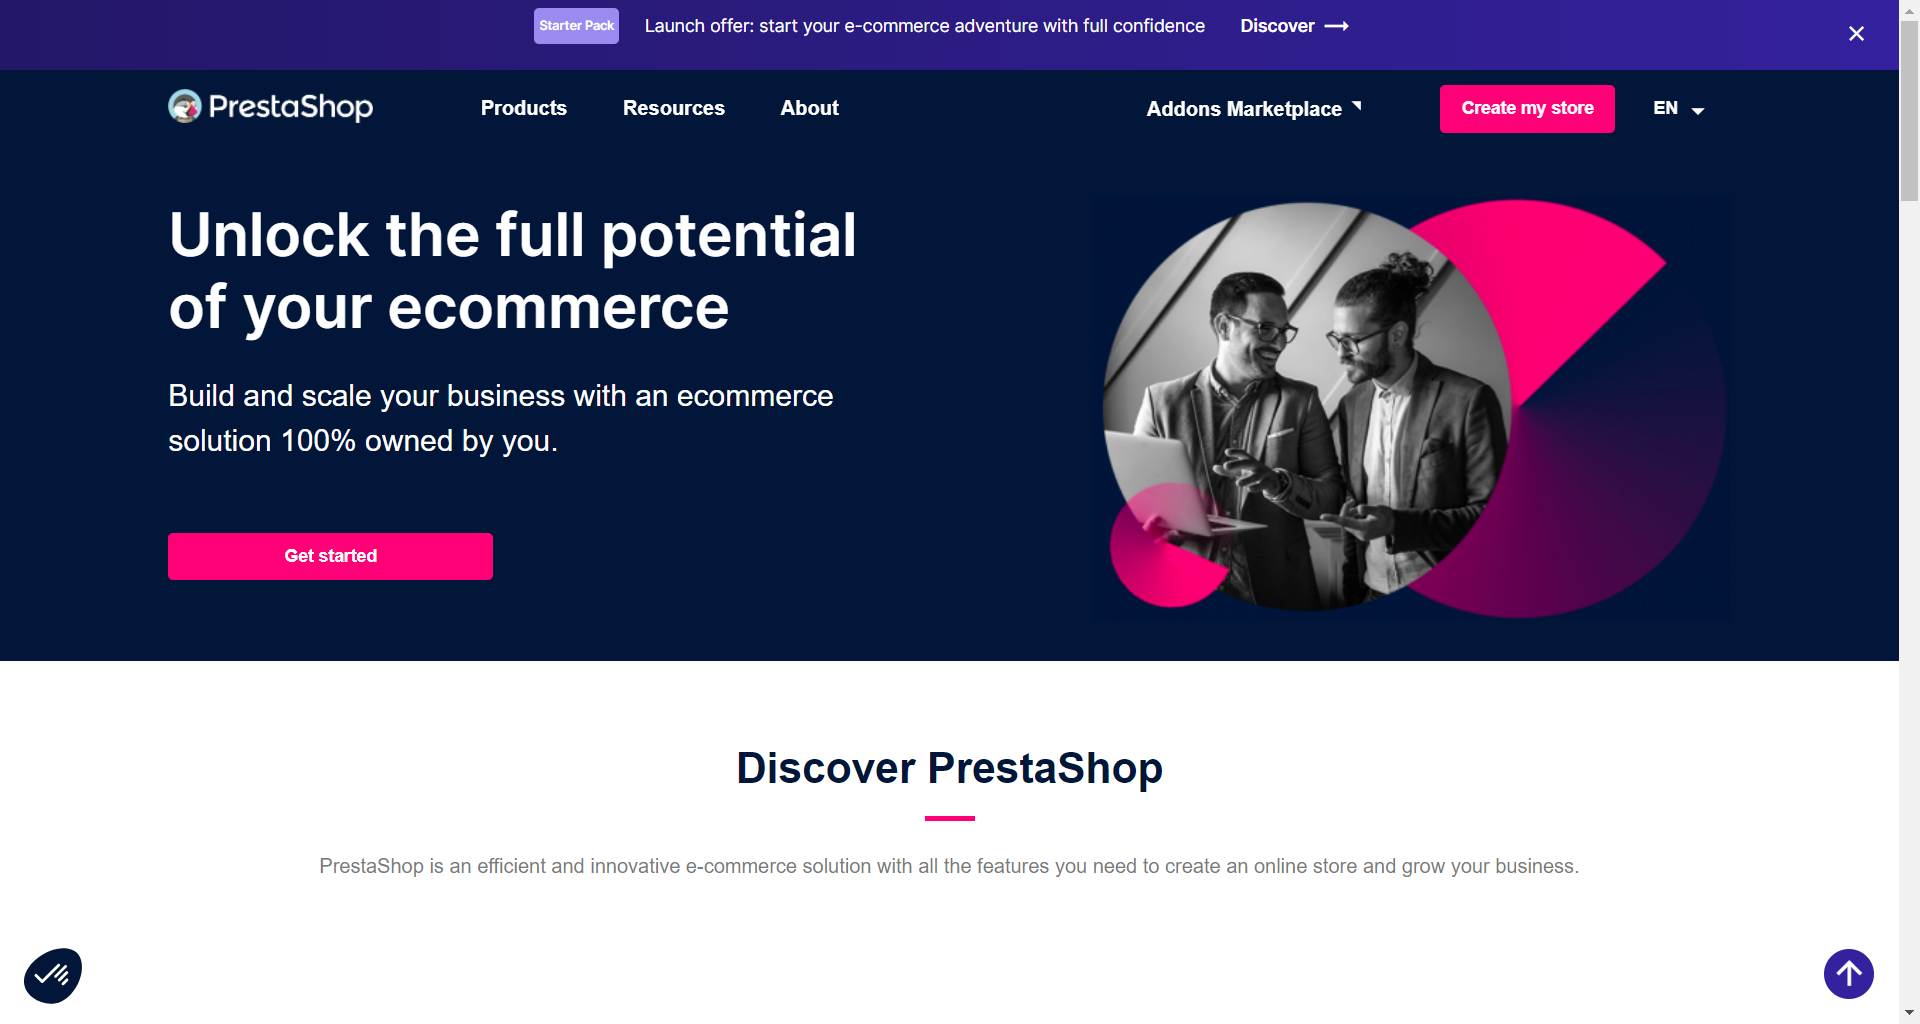 Starter Pack
Launch offer: start your e-commerce adventure with full confidence
Discover
PrestaShop
Products
Resources
About
Addons Marketplace
Create my store
EN
Unlock the full potential
of your ecommerce
Build and scale your business with an ecommerce
solution 100% owned by you.
Get started
Discover PrestaShop
PrestaShop is an efficient and innovative e-commerce solution with all the features you need to create an online store and grow your business.